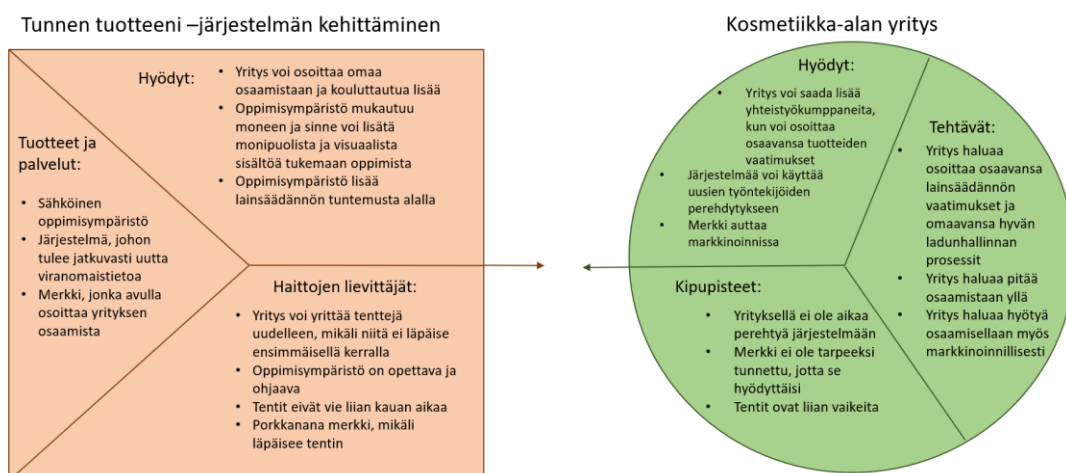 Tunnen tuotteeni –järjestelmän kehittäminen
Hyödyt:
• Yritys voi osoittaa omaa
osaamistaan ja kouluttautua lisää
• Oppimisympäristö mukautuu
moneen ja sinne voi lisätä
monipuolista ja visuaalista
sisältöä tukemaan oppimista
• Oppimisympäristö lisää
lainsäädännön tuntemusta alalla
Tuotteet ja
palvelut:
• Sähköinen
oppimisympäristö
• Järjestelmä, johon
tulee jatkuvasti uutta
viranomaistietoa
• Merkki, jonka avulla
osoittaa yrityksen
osaamista
Haittojen lievittäjät:
• Yritys voi yrittää tenttejä
uudelleen, mikäli niitä ei läpäise
ensimmäisellä kerralla
• Oppimisympäristö on opettava ja
ohjaava
• Tentit eivät vie liian kauan aikaa
• Porkkanana merkki, mikäli
läpäisee tentin
Kosmetiikka-alan yritys
Hyödyt:
• Yritys voi saada lisää
yhteistyökumppaneita,
kun voi osoittaa
osaavansa tuotteiden
vaatimukset
• Järjestelmää voi käyttää
uusien työntekijöiden
perehdytykseen
• Merkki auttaa
markkinoinnissa
Tehtävät:
• Yritys haluaa
osoittaa osaavansa
lainsäädännön
vaatimukset ja
omaavansa hyvän
ladunhallinnan
prosessit
• Yritys haluaa pitää
osaamistaan yllä
• Yritys haluaa hyötyä
osaamisellaan myös
markkinoinnillisesti
Kipupisteet:
• Yrityksellä ei ole aikaa
perehtyä järjestelmään
• Merkki ei ole tarpeeksi
tunnettu, jotta se
hyödyttäisi
• Tentit ovat liian vaikeita